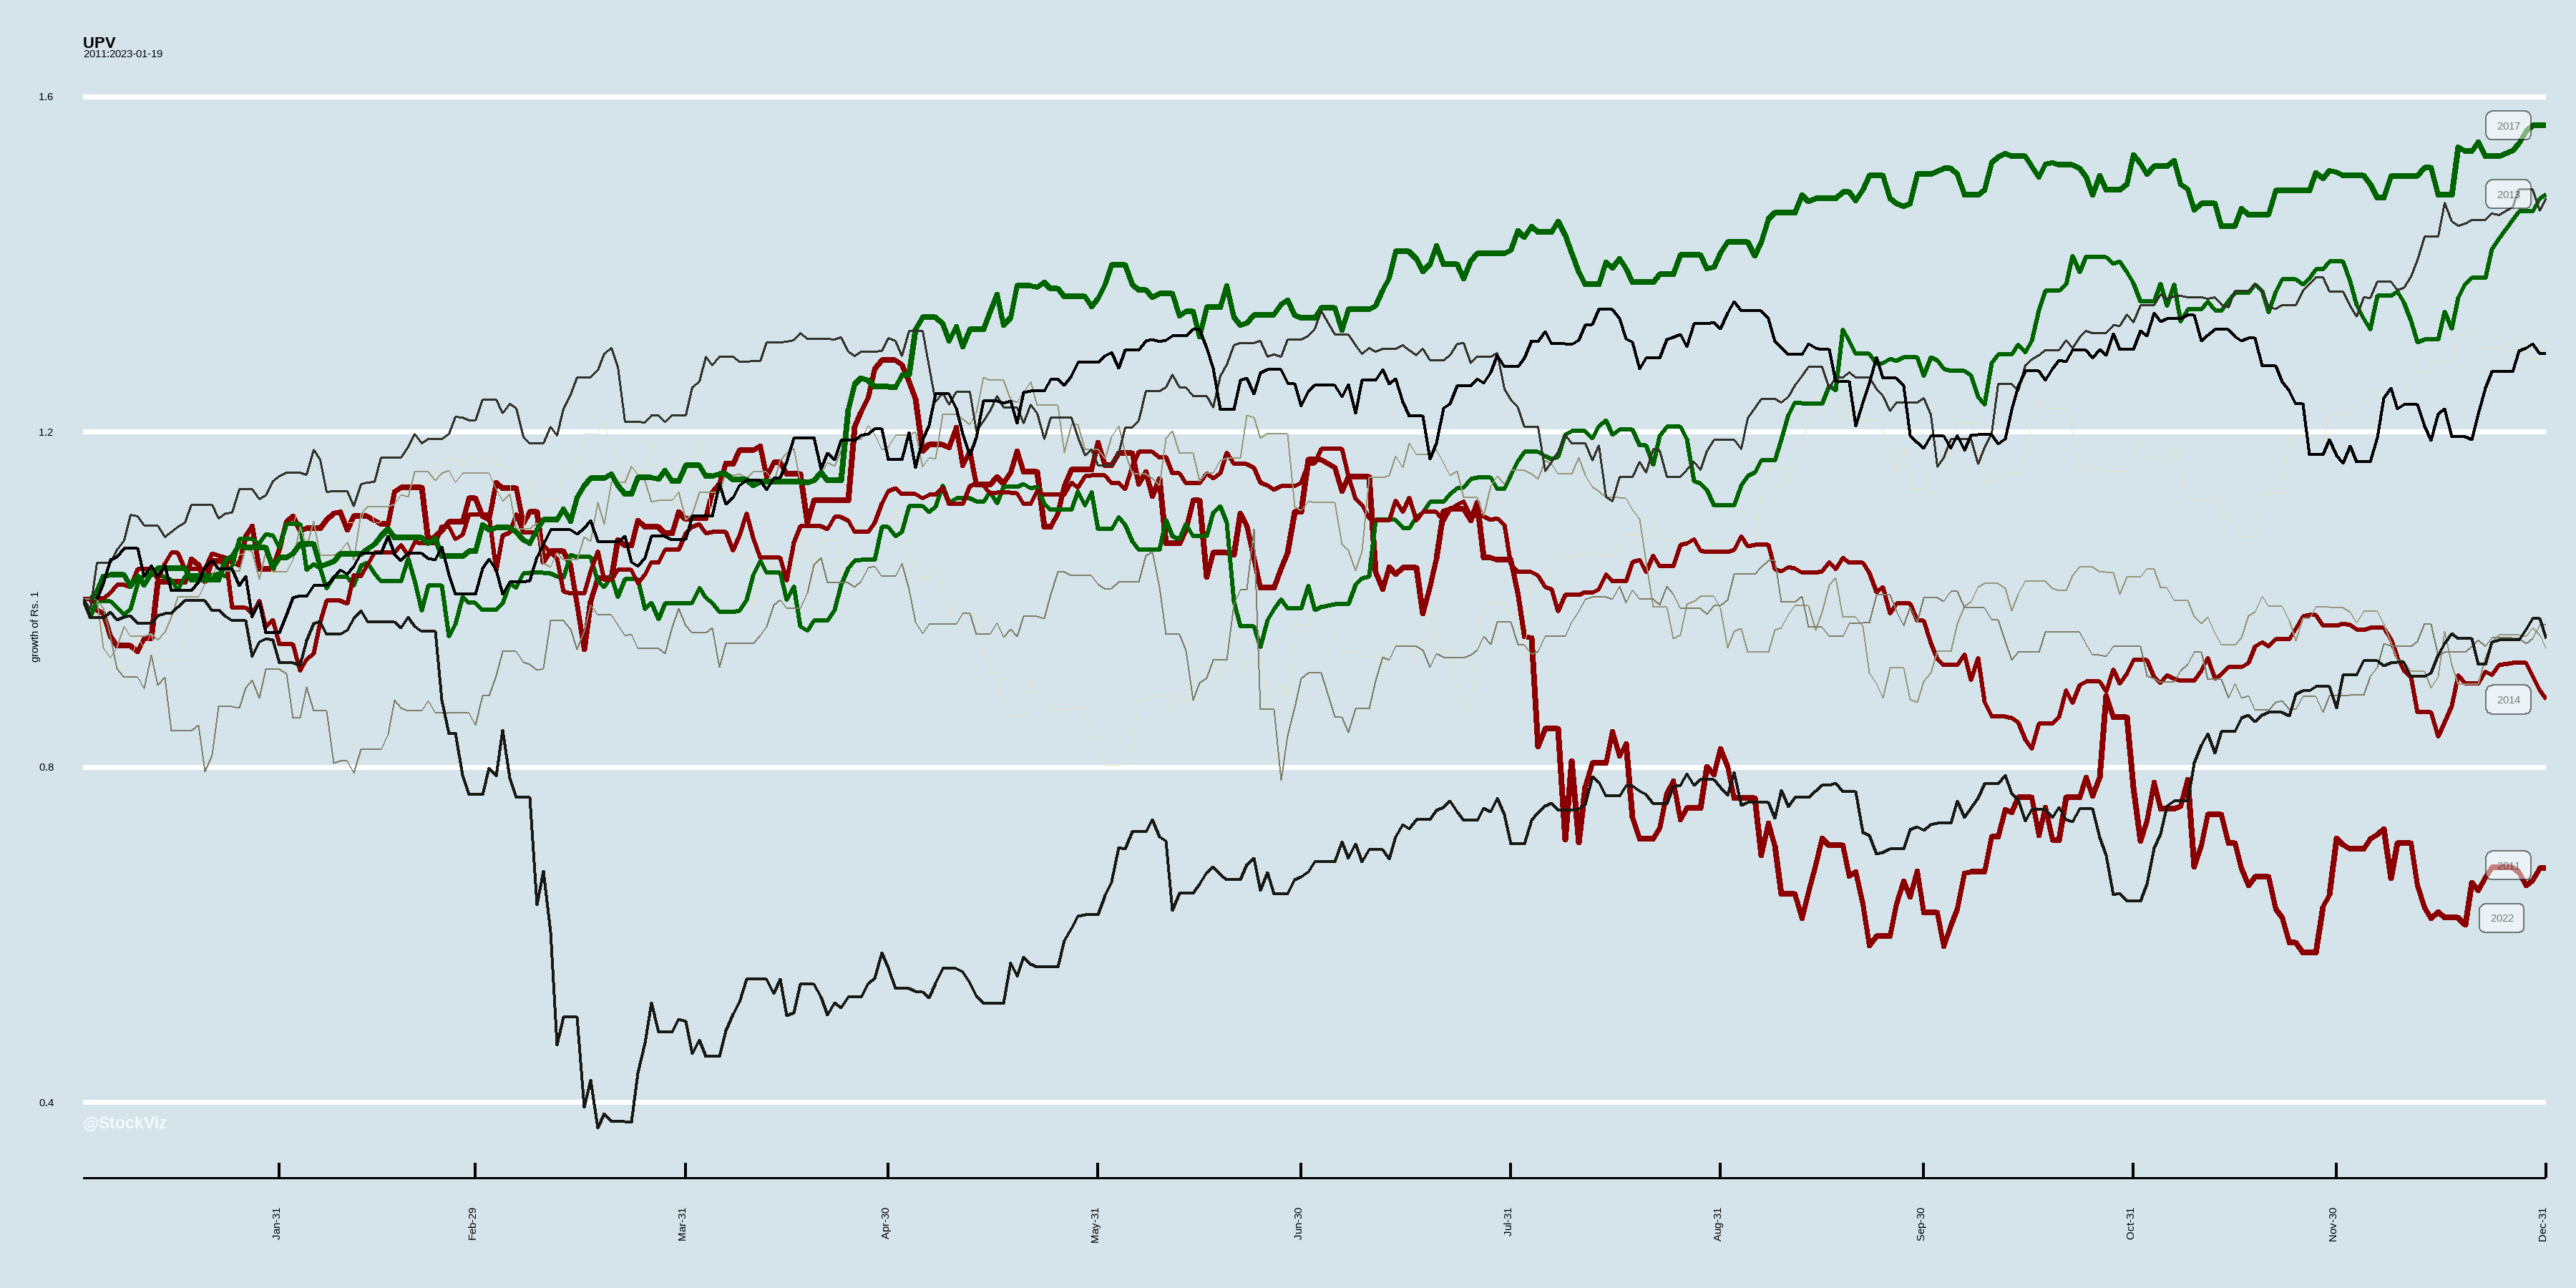 UPV
2011:2023-01-19
1.6
1.2
0.8
0.4
growth of Rs. 1
2017
2013
2014
2011
2022
@StockViz
Jan-31
Feb-29
Mar-31
Apr-30
May-31
Jun-30
Jul-31
Aug-31
Sep-30
Oct-31
Nov-30
Dec-31